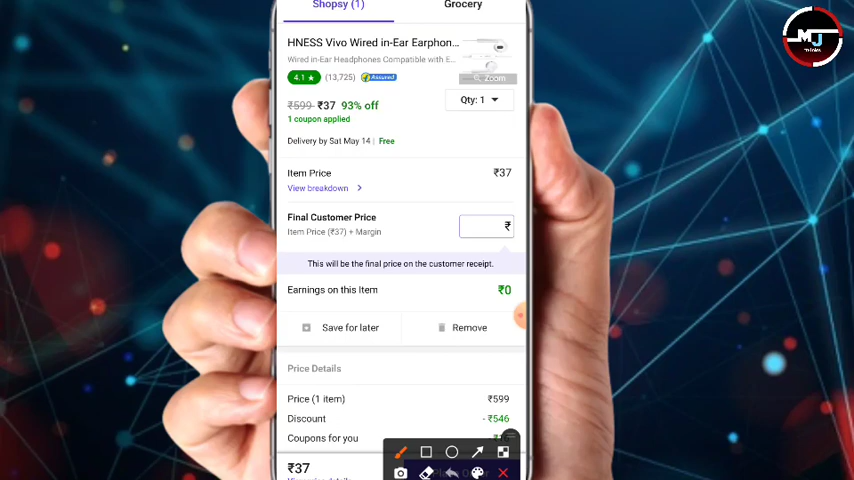 Shopsy (1) Grocery
HNESS Vivo Wired in-Ear Earphon...
Wired in-Ear Headphones Compatible with E...
Zoom
4.1 ★ (13,725) Assured
₹599 ₹37 93% off
Qty: 1
1 coupon applied
Delivery by Sat May 14 | Free
Item Price ₹37
View breakdown >
Final Customer Price
₹
Item Price (₹37) + Margin
This will be the final price on the customer receipt.
Earnings on this Item ₹0
Save for later Remove
Price Details
Price (1 item) ₹599
Discount - ₹546
Coupons for you
₹37
MJ